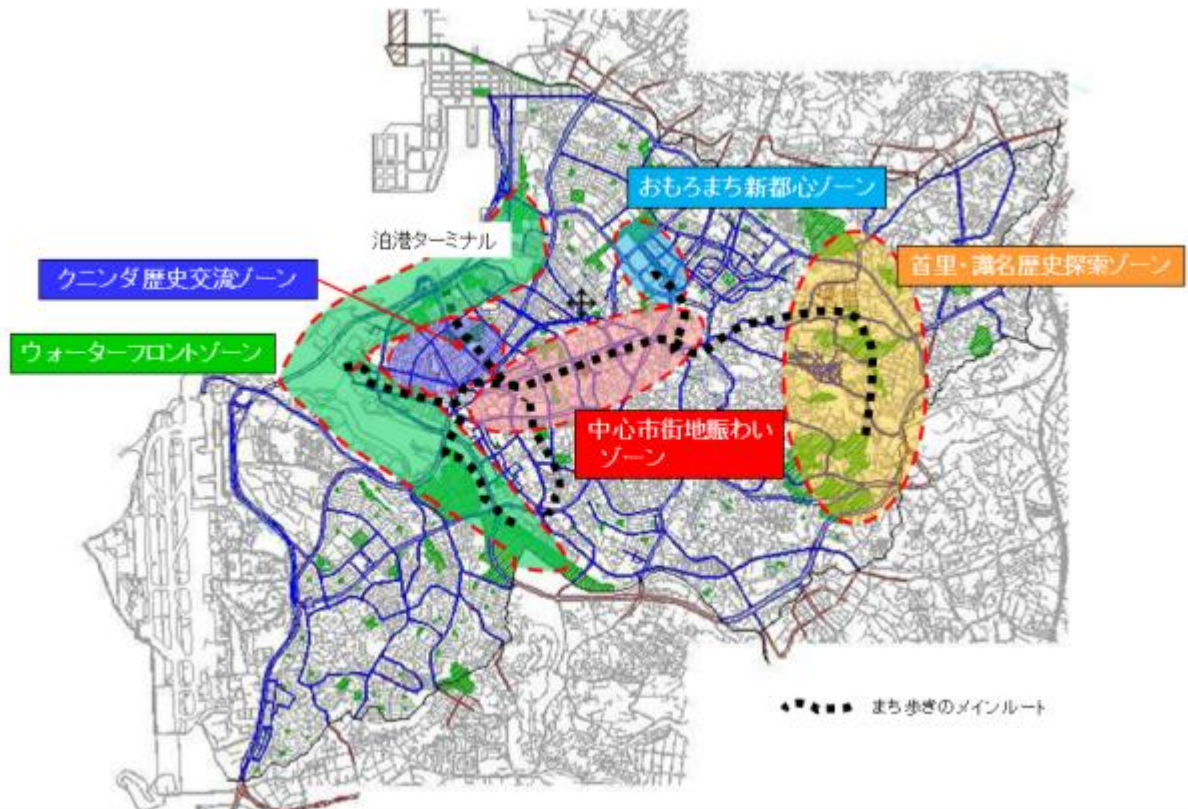 おもろまち新都心ゾーン
泊港ターミナル
首里・識名歴史探索ゾーン
クニンダ歴史交流ゾーン
ウォーターフロントゾーン
中心市街地賑わい
ゾーン
まち歩きのメインルート